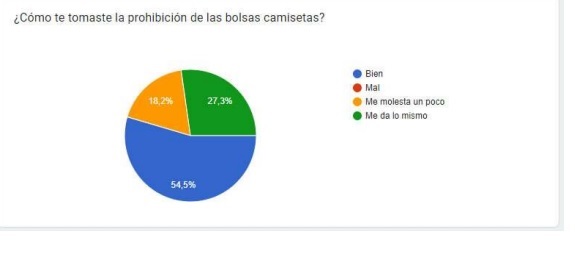 ¿Cómo te tomaste la prohibición de las bolsas camisetas?
Bien
Mal
Me molesta un poco
Me da lo mismo
18,2%
27,3%
54,5%